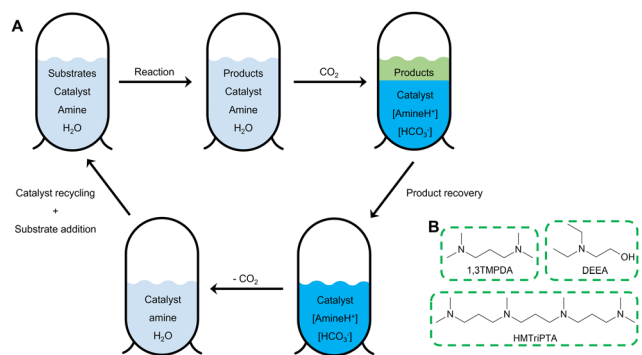 A
Substrates
Catalyst
Amine
H₂O
Reaction
Products
Catalyst
Amine
H₂O
CO₂
Products
Catalyst
[AmineH⁺]
[HCO₃⁻]
Product recovery
Catalyst
[AmineH⁺]
[HCO₃⁻]
- CO₂
Catalyst
amine
H₂O
Catalyst recycling
+
Substrate addition
B
N
N
1,3TMPDA
N
OH
DEEA
N
N
N
N
HMTriPTA